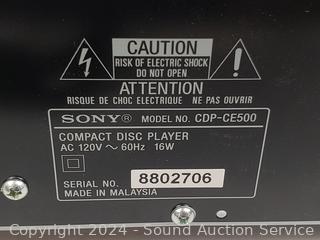 CAUTION
RISK OF ELECTRIC SHOCK
DO NOT OPEN
ATTENTION
RISQUE DE CHOC ELECTRIQUE NE PAS OUVRIR
SONY® MODEL NO. CDP-CE500
COMPACT DISC PLAYER
AC 120V ~ 60Hz 16W
SERIAL NO. 8802706
MADE IN MALAYSIA
Copyright 2024 - Sound Auction Service